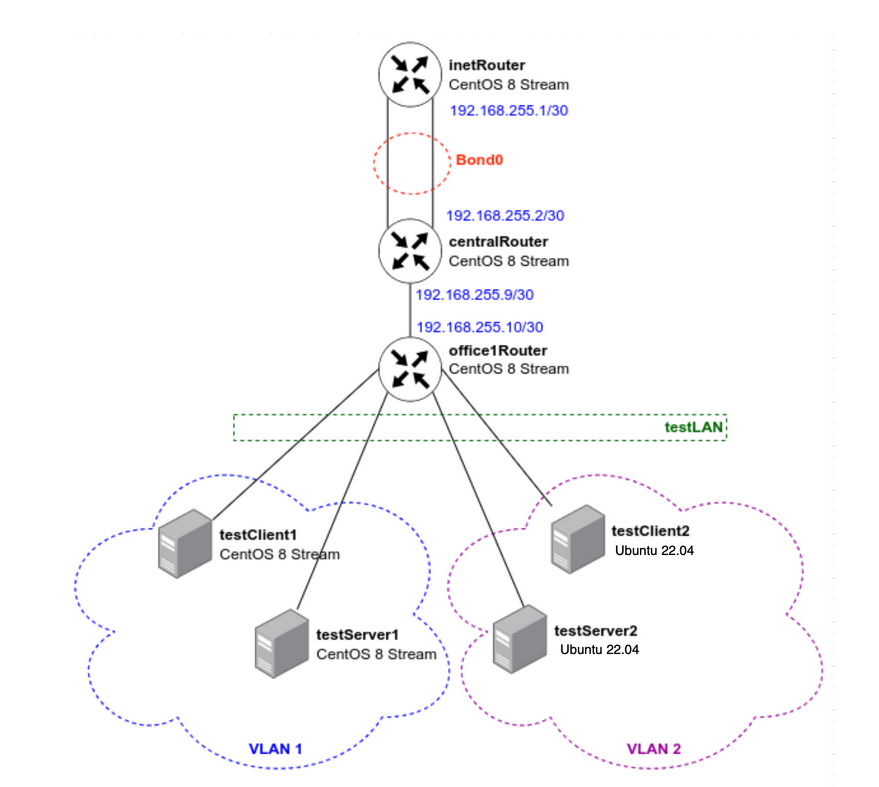 inetRouter
CentOS 8 Stream
192.168.255.1/30
Bond0
192.168.255.2/30
centralRouter
CentOS 8 Stream
192.168.255.9/30
192.168.255.10/30
office1Router
CentOS 8 Stream
testLAN
testClient1
CentOS 8 Stream
testClient2
Ubuntu 22.04
testServer1
CentOS 8 Stream
testServer2
Ubuntu 22.04
VLAN 1
VLAN 2